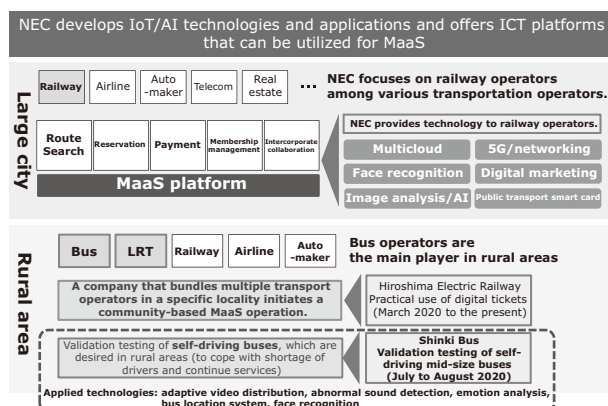 NEC develops IoT/AI technologies and applications and offers ICT platforms
that can be utilized for MaaS
Large city
Railway
Airline
Auto
-maker
Telecom
Real
estate
...
NEC focuses on railway operators
among various transportation operators.
Route
Search
Reservation
Payment
Membership
management
Intercorporate
collaboration
MaaS platform
NEC provides technology to railway operators.
Multicloud
5G/networking
Face recognition
Digital marketing
Image analysis/AI
Public transport smart card
Rural area
Bus
LRT
Railway
Airline
Auto
-maker
Bus operators are
the main player in rural areas
A company that bundles multiple transport
operators in a specific locality initiates a
community-based MaaS operation.
Hiroshima Electric Railway
Practical use of digital tickets
(March 2020 to the present)
Validation testing of self-driving buses, which are
desired in rural areas (to cope with shortage of
drivers and continue services)
Shinki Bus
Validation testing of self-
driving mid-size buses
(July to August 2020)
Applied technologies: adaptive video distribution, abnormal sound detection, emotion analysis,
bus location system, face recognition